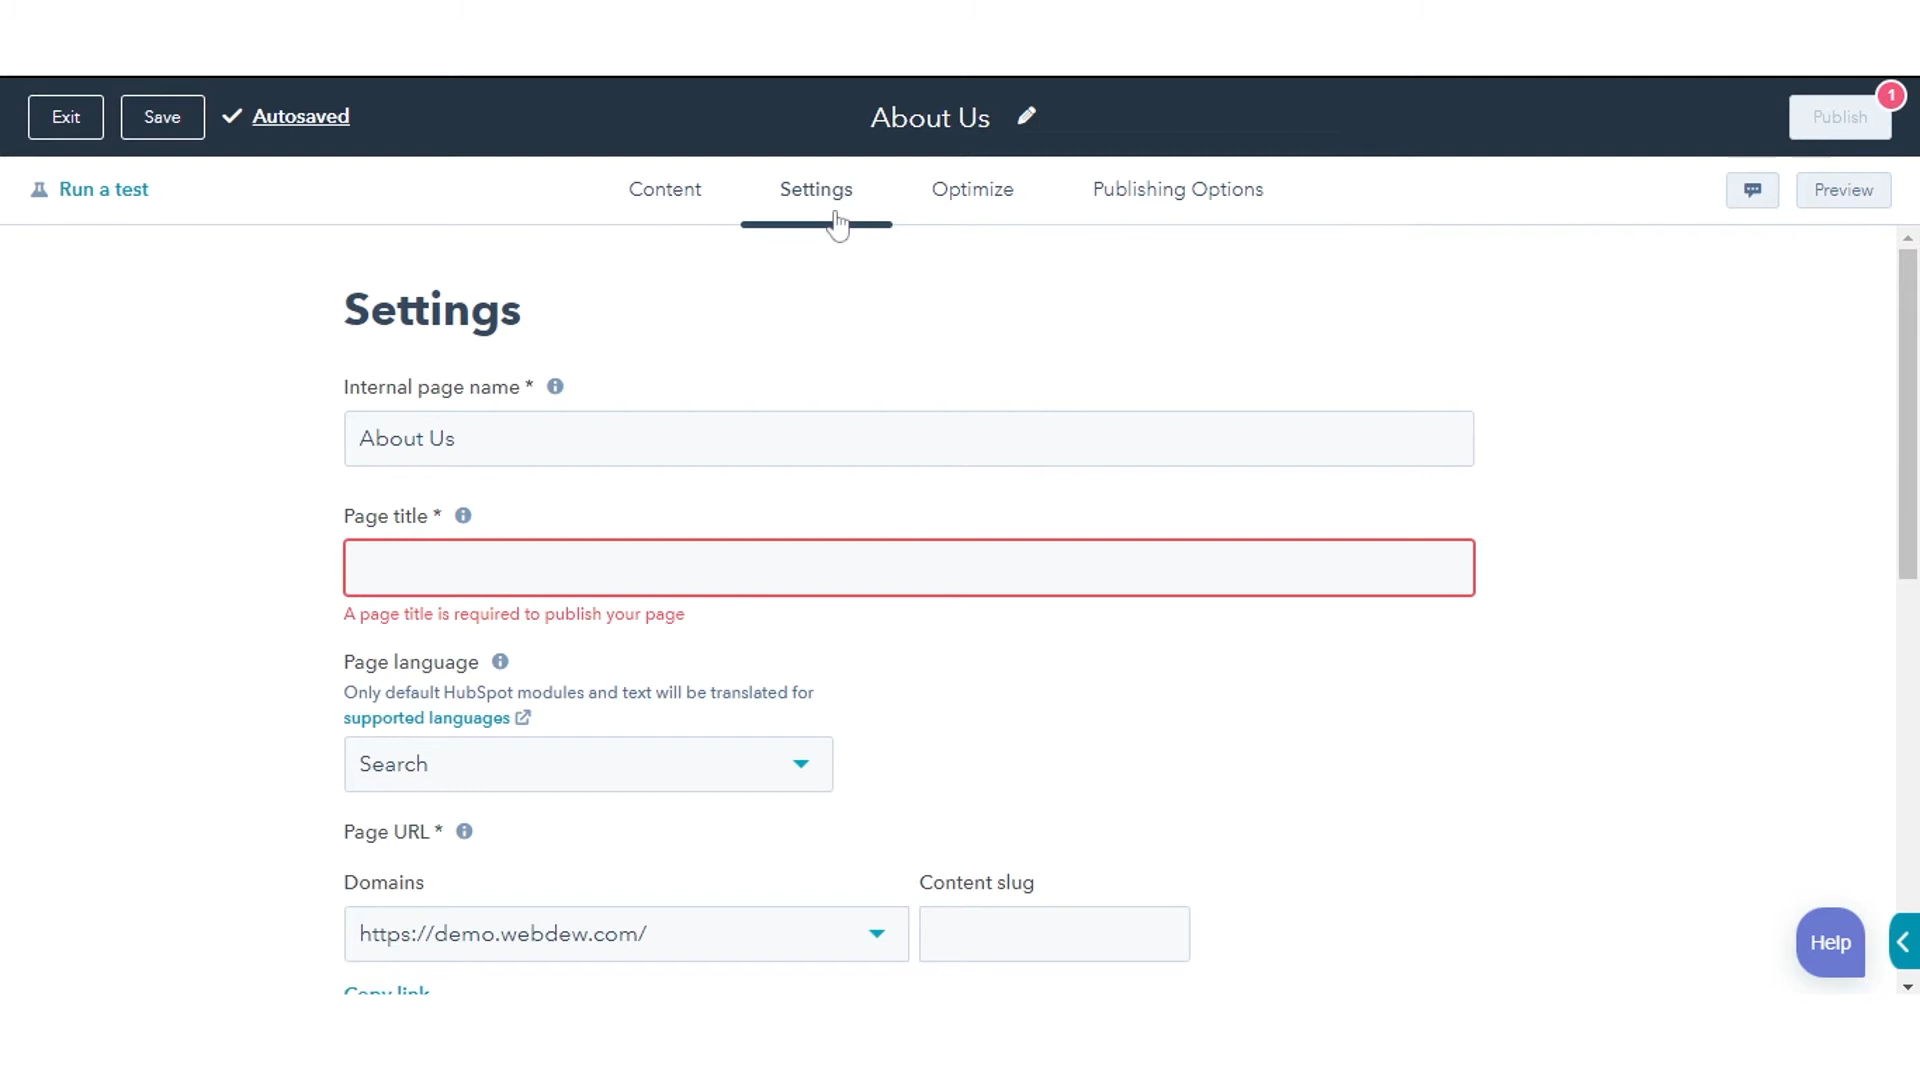 Exit
Save
Autosaved
About Us
Publish
1
Run a test
Content
Settings
Optimize
Publishing Options
Preview
Settings
Internal page name *
About Us
Page title *
A page title is required to publish your page
Page language
Only default HubSpot modules and text will be translated for
supported languages
Search
Page URL *
Domains
Content slug
https://demo.webdew.com/
Copy link
Help